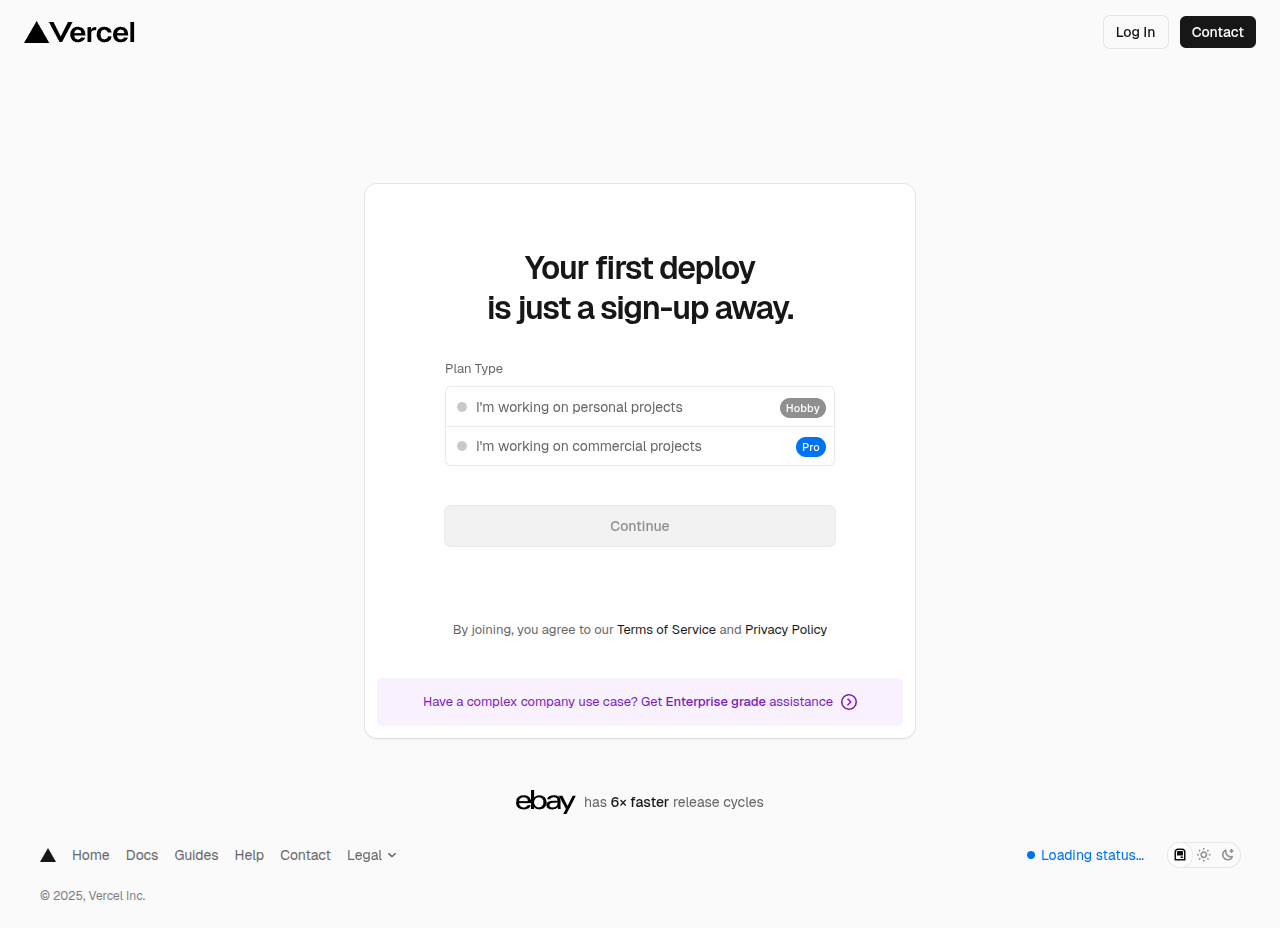 Vercel
Log In
Contact
Your first deploy
is just a sign-up away.
Plan Type
I'm working on personal projects
Hobby
I'm working on commercial projects
Pro
Continue
By joining, you agree to our Terms of Service and Privacy Policy
Have a complex company use case? Get Enterprise grade assistance
ebay has 6× faster release cycles
Home Docs Guides Help Contact Legal
Loading status…
© 2025, Vercel Inc.